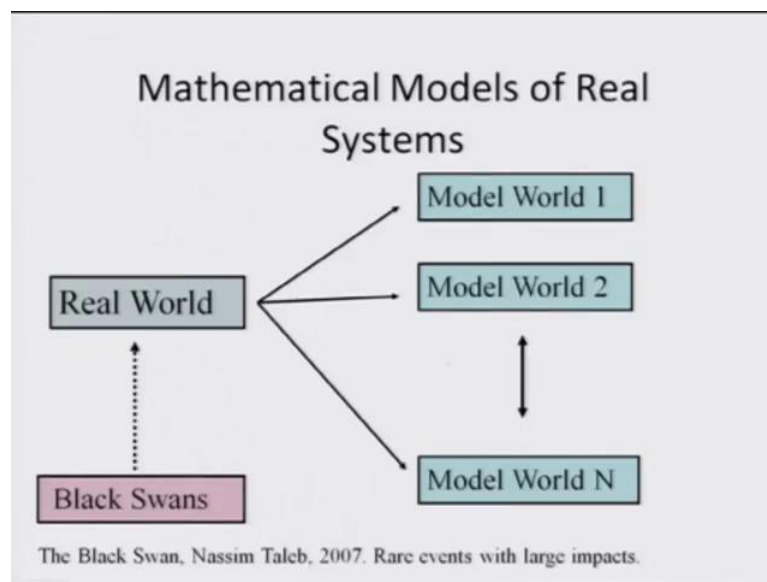 Mathematical Models of Real
Systems
Model World 1
Model World 2
Real World
Model World N
Black Swans
The Black Swan, Nassim Taleb, 2007. Rare events with large impacts.